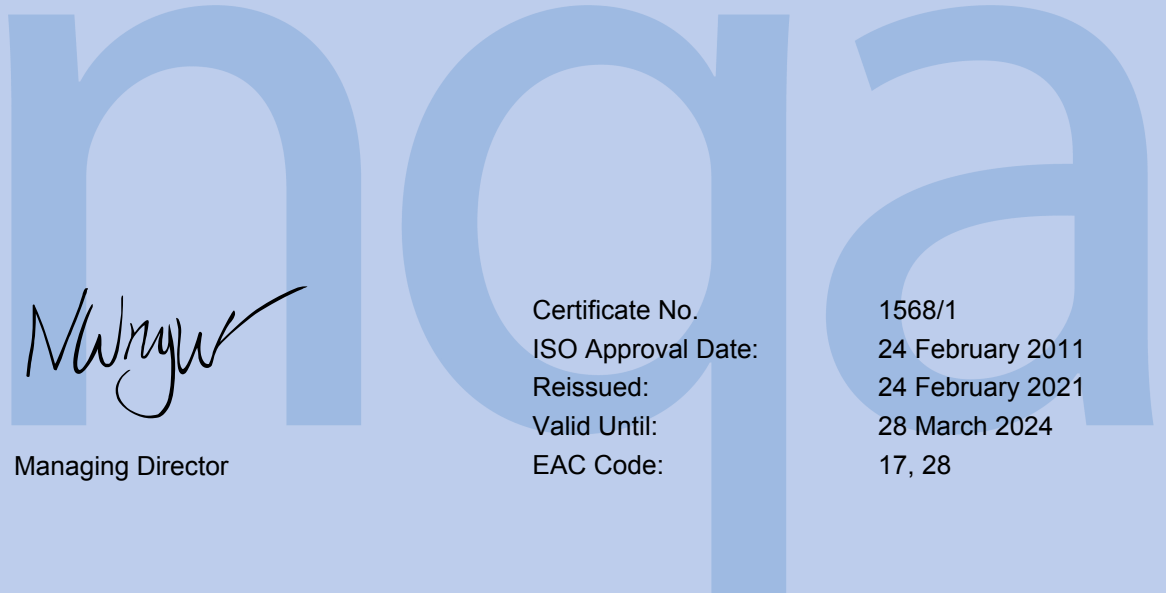 nqa
Certificate No. 1568/1
ISO Approval Date: 24 February 2011
Reissued: 24 February 2021
Valid Until: 28 March 2024
Managing Director
EAC Code: 17, 28